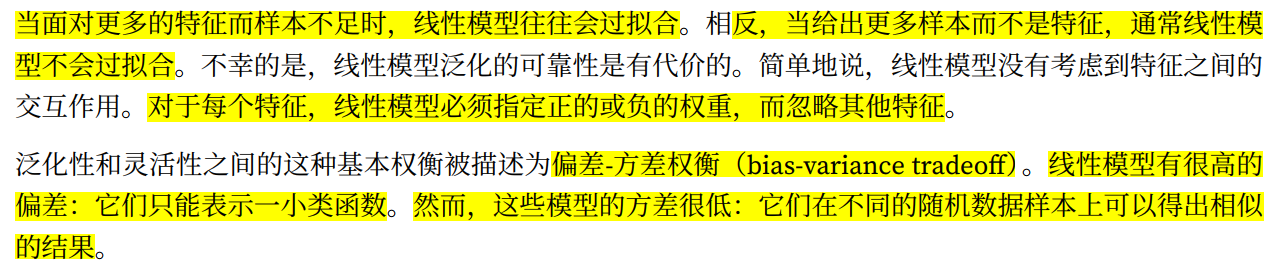 当面对更多的特征而样本不足时，线性模型往往会过拟合。相反，当给出更多样本而不是特征，通常线性模
型不会过拟合。不幸的是，线性模型泛化的可靠性是有代价的。简单地说，线性模型没有考虑到特征之间的
交互作用。对于每个特征，线性模型必须指定正的或负的权重，而忽略其他特征。
泛化性和灵活性之间的这种基本权衡被描述为偏差-方差权衡（bias-variance tradeoff）。线性模型有很高的
偏差：它们只能表示一小类函数。然而，这些模型的方差很低：它们在不同的随机数据样本上可以得出相似
的结果。